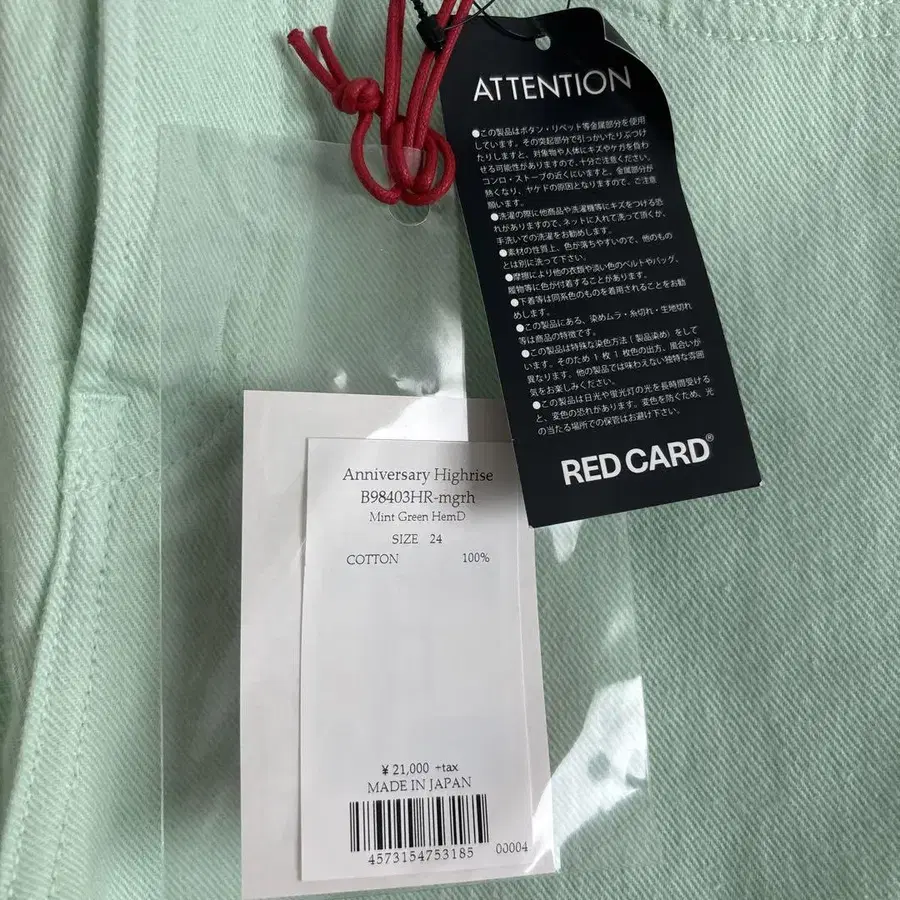 ATTENTION
●この製品はボタン・リベット等金属部分を使用
しています。その突起部分で引っかいたりぶつけ
たりしますと、対象物や人体にキズやケガを負わ
せる可能性がありますので、十分ご注意ください。
コンロ・ストーブの近くにいますと、金属部分が
熱くなり、ヤケドの原因となりますので、ご注意
願います。
●洗濯の際に他商品や洗濯機等にキズをつける恐
れがありますので、ネットに入れて洗って頂くか、
手洗いでの洗濯をお勧めします。
●素材の性質上、色が落ちやすいので、他のもの
とは別に洗って下さい。
●摩擦により他の衣類や淡い色のベルトやバッグ、
履物等に色が付着することがあります。
●下着等は同系色のものを着用されることをお勧
めします。
●この製品にある、染めムラ・糸切れ・生地切れ
等は商品の特徴です。
●この製品は特殊な染色方法(製品染め)をして
います。そのため1枚1枚色の出方、風合いが
異なります。他の製品では味わえない独特な雰囲
気をお楽しみください。
●この製品は日光や蛍光灯の光を長時間受ける
と、変色の恐れがあります。変色を防ぐため、光
の当たる場所での保管はお避け下さい。
RED CARD®
Anniversary Highrise
B98403HR-mgrh
Mint Green HemD
SIZE 24
COTTON 100%
¥21,000 +tax
MADE IN JAPAN
4573154753185 00004